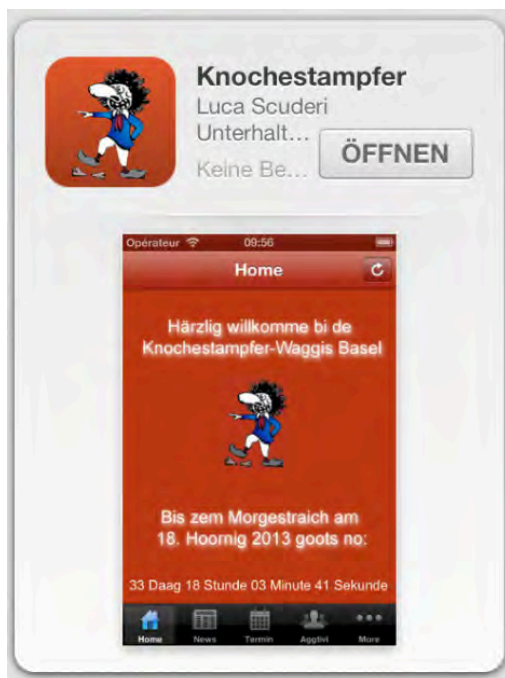 Knochestampfer
Luca Scuderi
Unterhalt...
Keine Be...
ÖFFNEN
Opérateur 09:56
Home
Härzlig willkomme bi de
Knochestampfer-Waggis Basel
Bis zem Morgestraich am
18. Hoornig 2013 goots no:
33 Daag 18 Stunde 03 Minute 41 Sekunde
Home News Termin Aggtivi More